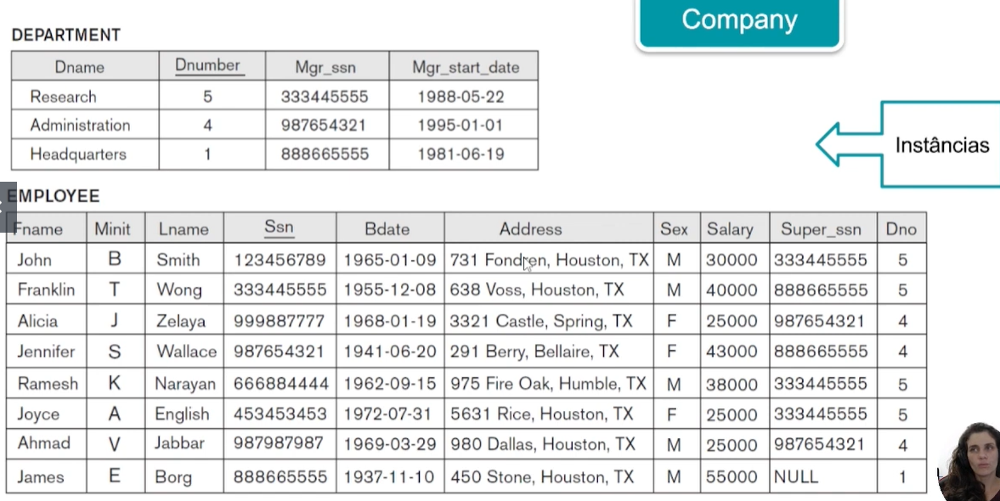 Company
DEPARTMENT
Dname Dnumber Mgr_ssn Mgr_start_date
Research 5 333445555 1988-05-22
Administration 4 987654321 1995-01-01
Headquarters 1 888665555 1981-06-19
Instâncias
EMPLOYEE
Fname Minit Lname Ssn Bdate Address Sex Salary Super_ssn Dno
John B Smith 123456789 1965-01-09 731 Fondren, Houston, TX M 30000 333445555 5
Franklin T Wong 333445555 1955-12-08 638 Voss, Houston, TX M 40000 888665555 5
Alicia J Zelaya 999887777 1968-01-19 3321 Castle, Spring, TX F 25000 987654321 4
Jennifer S Wallace 987654321 1941-06-20 291 Berry, Bellaire, TX F 43000 888665555 4
Ramesh K Narayan 666884444 1962-09-15 975 Fire Oak, Humble, TX M 38000 333445555 5
Joyce A English 453453453 1972-07-31 5631 Rice, Houston, TX F 25000 333445555 5
Ahmad V Jabbar 987987987 1969-03-29 980 Dallas, Houston, TX M 25000 987654321 4
James E Borg 888665555 1937-11-10 450 Stone, Houston, TX M 55000 NULL 1